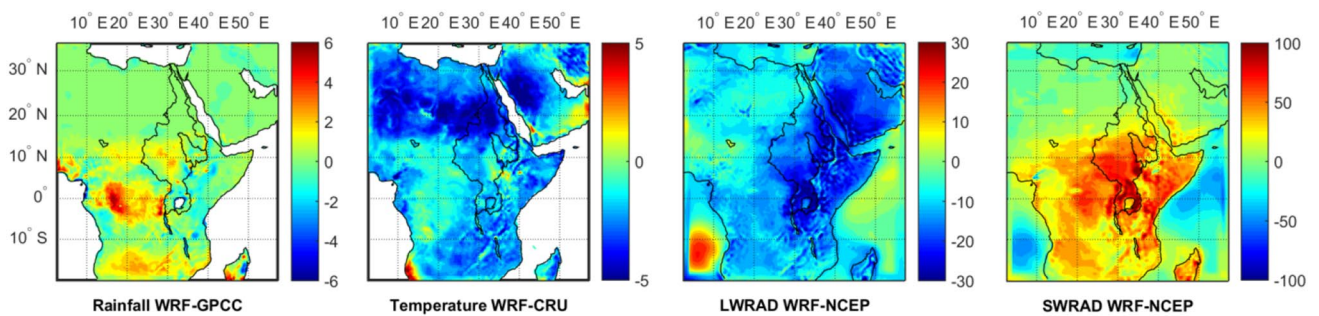 10° E 20° E 30° E 40° E 50° E
10° E 20° E 30° E 40° E 50° E
10° E 20° E 30° E 40° E 50° E
10° E 20° E 30° E 40° E 50° E
30° N
20° N
10° N
0°
10° S
6
4
2
0
-2
-4
-6
5
0
-5
30
20
10
0
-10
-20
-30
100
50
0
-50
-100
Rainfall WRF-GPCC
Temperature WRF-CRU
LWRAD WRF-NCEP
SWRAD WRF-NCEP